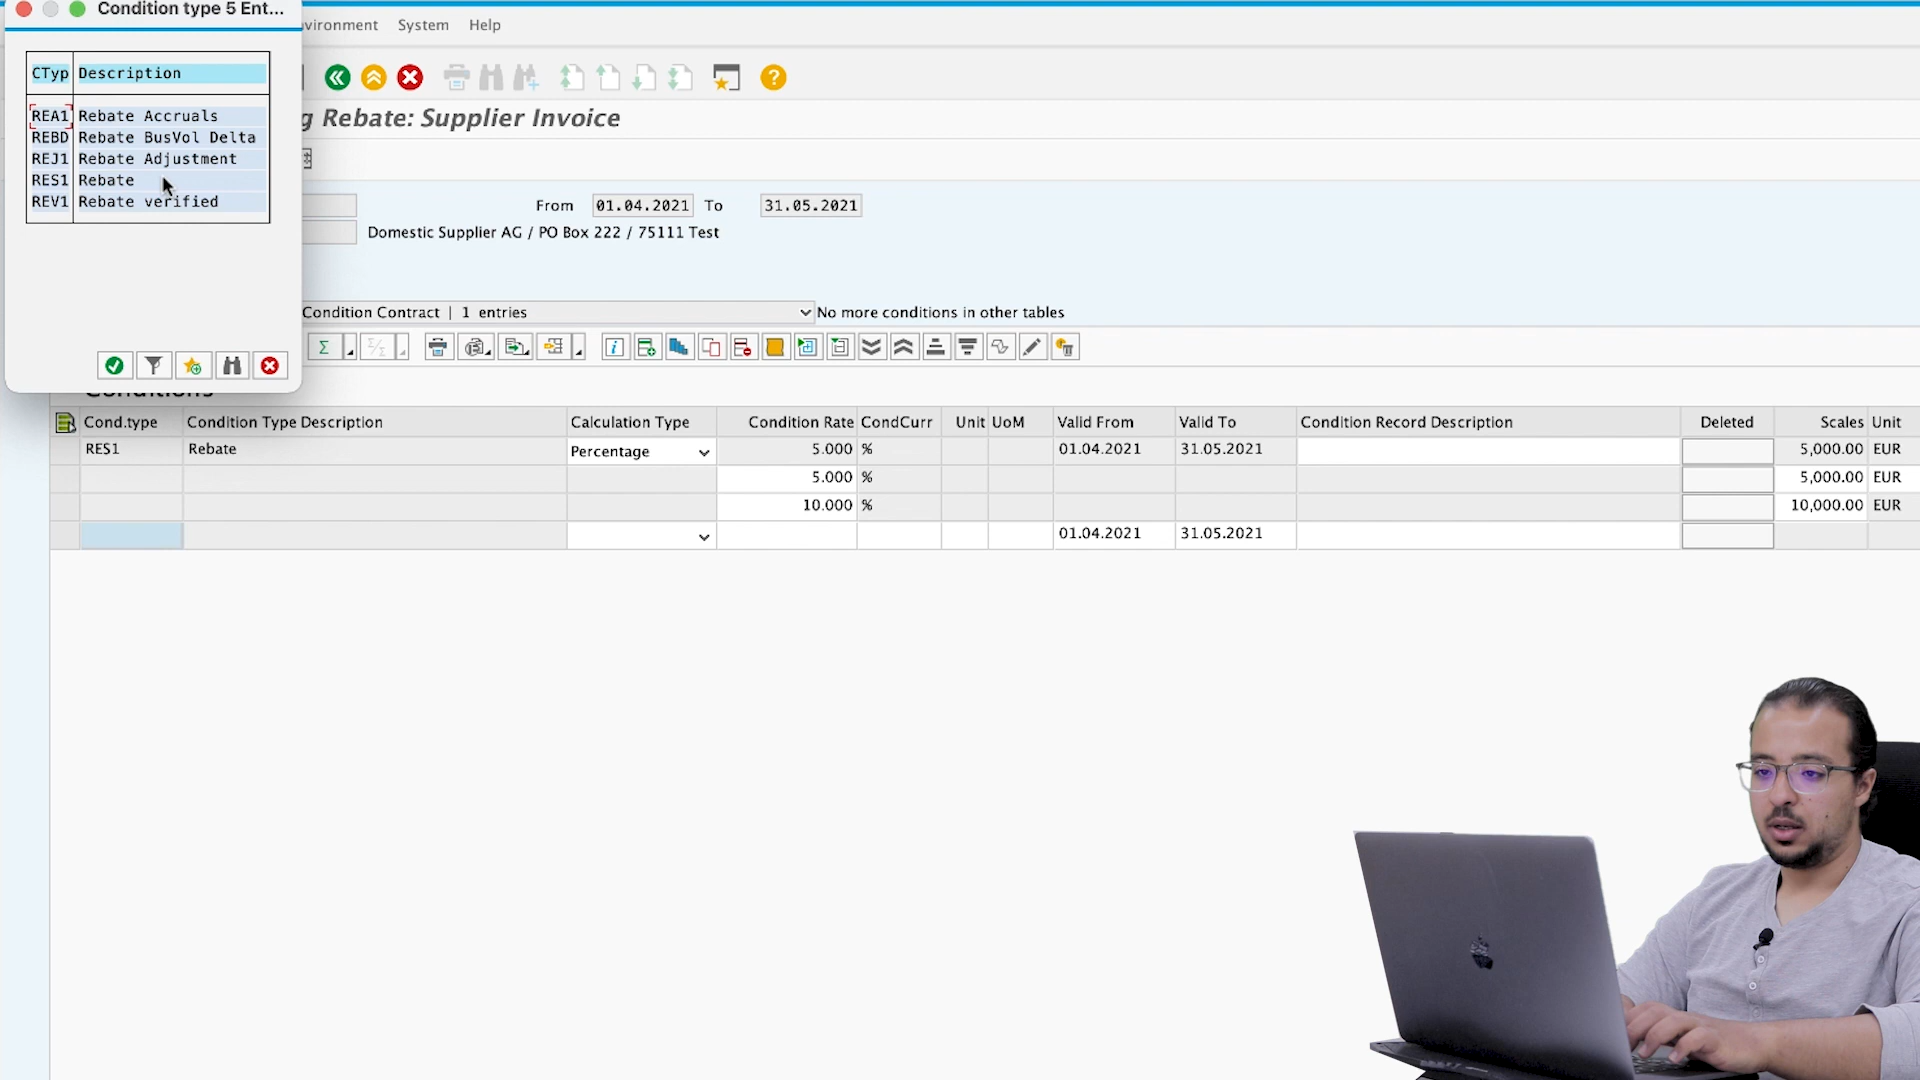 Condition type 5 Ent...
vironment System Help
CTyp Description
REA1 Rebate Accruals
REBD Rebate BusVol Delta
REJ1 Rebate Adjustment
RES1 Rebate
REV1 Rebate verified
g Rebate: Supplier Invoice
From 01.04.2021 To 31.05.2021
Domestic Supplier AG / PO Box 222 / 75111 Test
Condition Contract | 1 entries No more conditions in other tables
Conditions
Cond.type Condition Type Description Calculation Type Condition Rate CondCurr Unit UoM Valid From Valid To Condition Record Description Deleted Scales Unit
RES1 Rebate Percentage 5.000 % 01.04.2021 31.05.2021 5,000.00 EUR
5.000 % 5,000.00 EUR
10.000 % 10,000.00 EUR
01.04.2021 31.05.2021